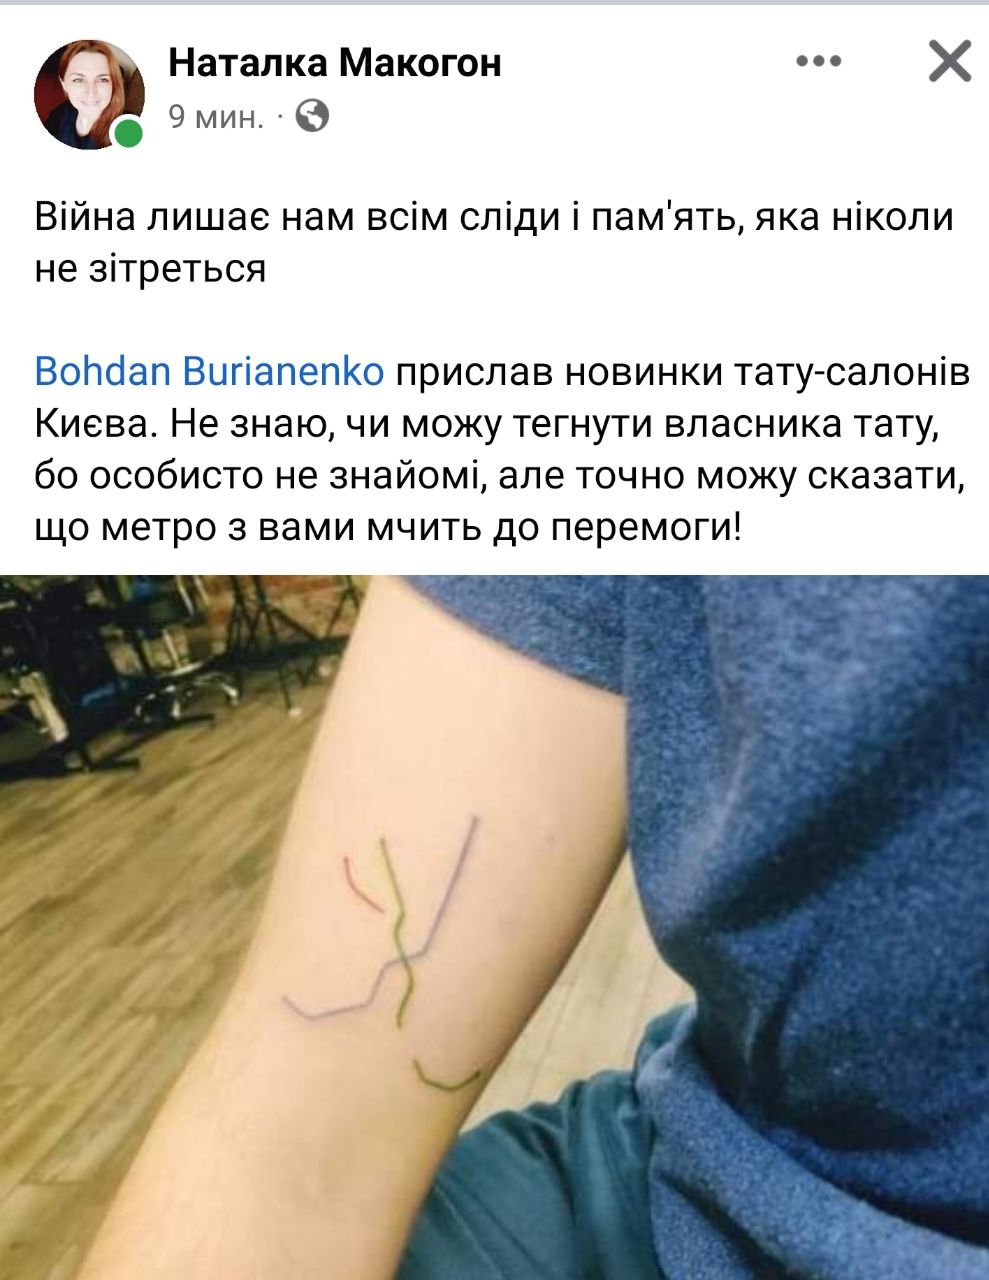 Наталка Макогон
9 мин. ·
Війна лишає нам всім сліди і пам'ять, яка ніколи
не зітреться
Bohdan Burianenko прислав новинки тату-салонів
Києва. Не знаю, чи можу тегнути власника тату,
бо особисто не знайомі, але точно можу сказати,
що метро з вами мчить до перемоги!